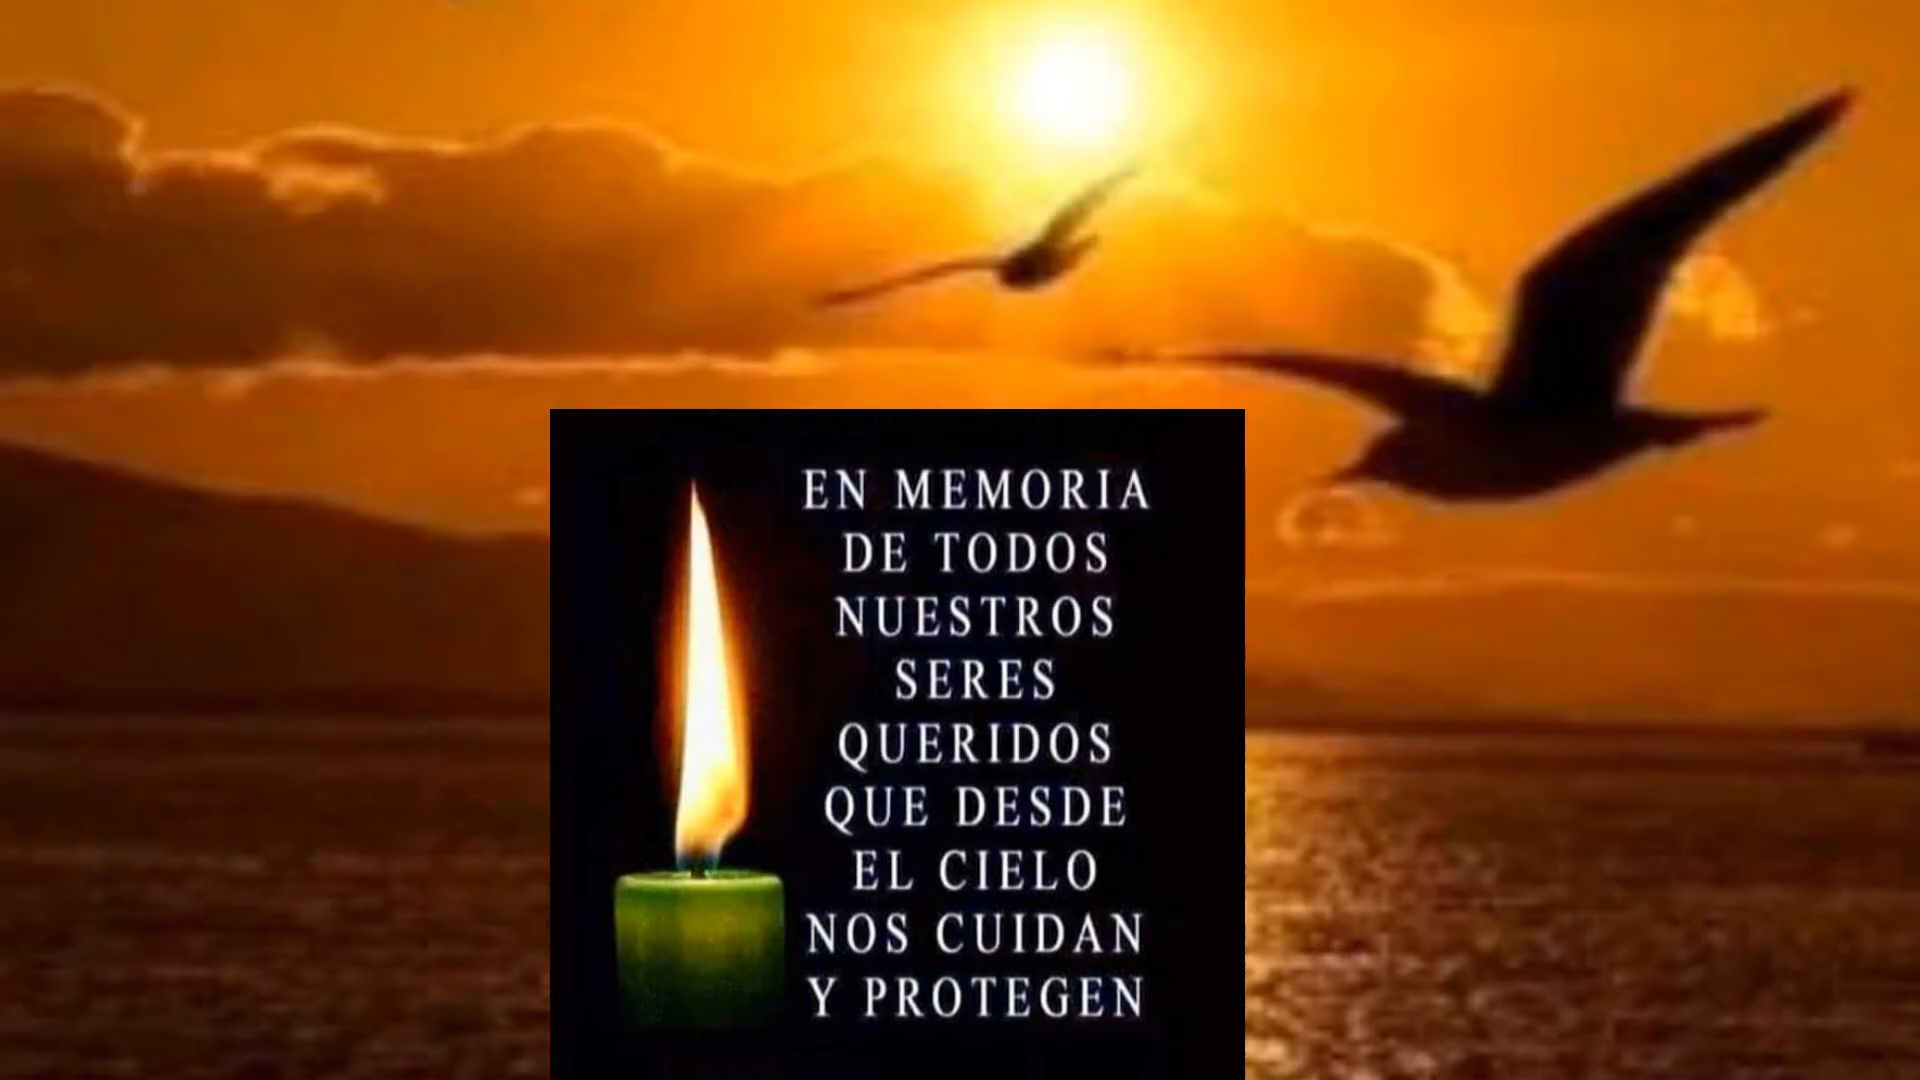 EN MEMORIA
DE TODOS
NUESTROS
SERES
QUERIDOS
QUE DESDE
EL CIELO
NOS CUIDAN
Y PROTEGEN